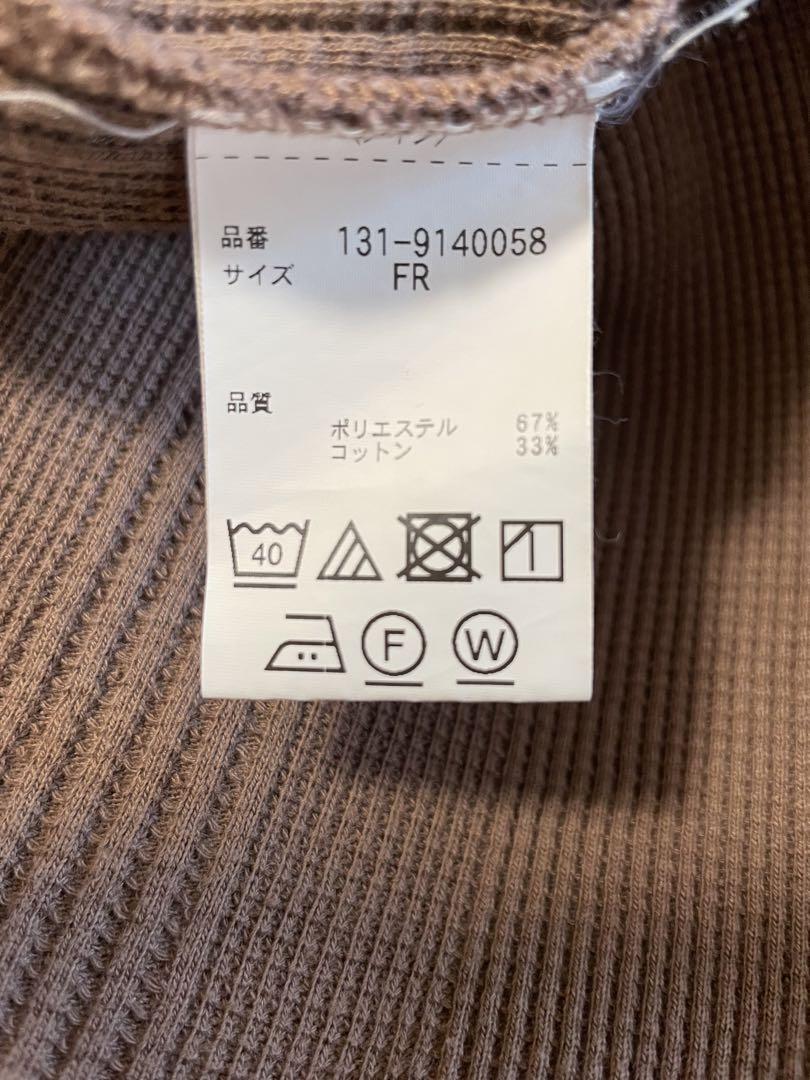 品番 131-9140058
サイズ FR
品質
ポリエステル 67%
コットン 33%
40
F W